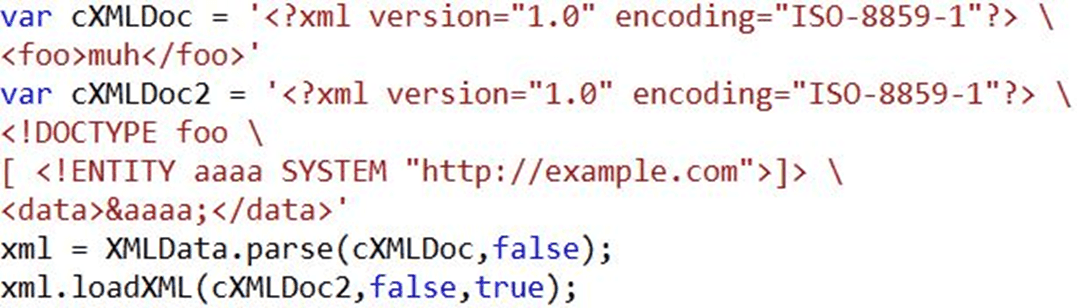 var cXMLDoc = '<?xml version="1.0" encoding="ISO-8859-1"?> \
<foo>muh</foo>'
var cXMLDoc2 = '<?xml version="1.0" encoding="ISO-8859-1"?> \
<!DOCTYPE foo \
[ <!ENTITY aaaa SYSTEM "http://example.com">]> \
<data>&aaaa;</data>'
xml = XMLData.parse(cXMLDoc,false);
xml.loadXML(cXMLDoc2,false,true);